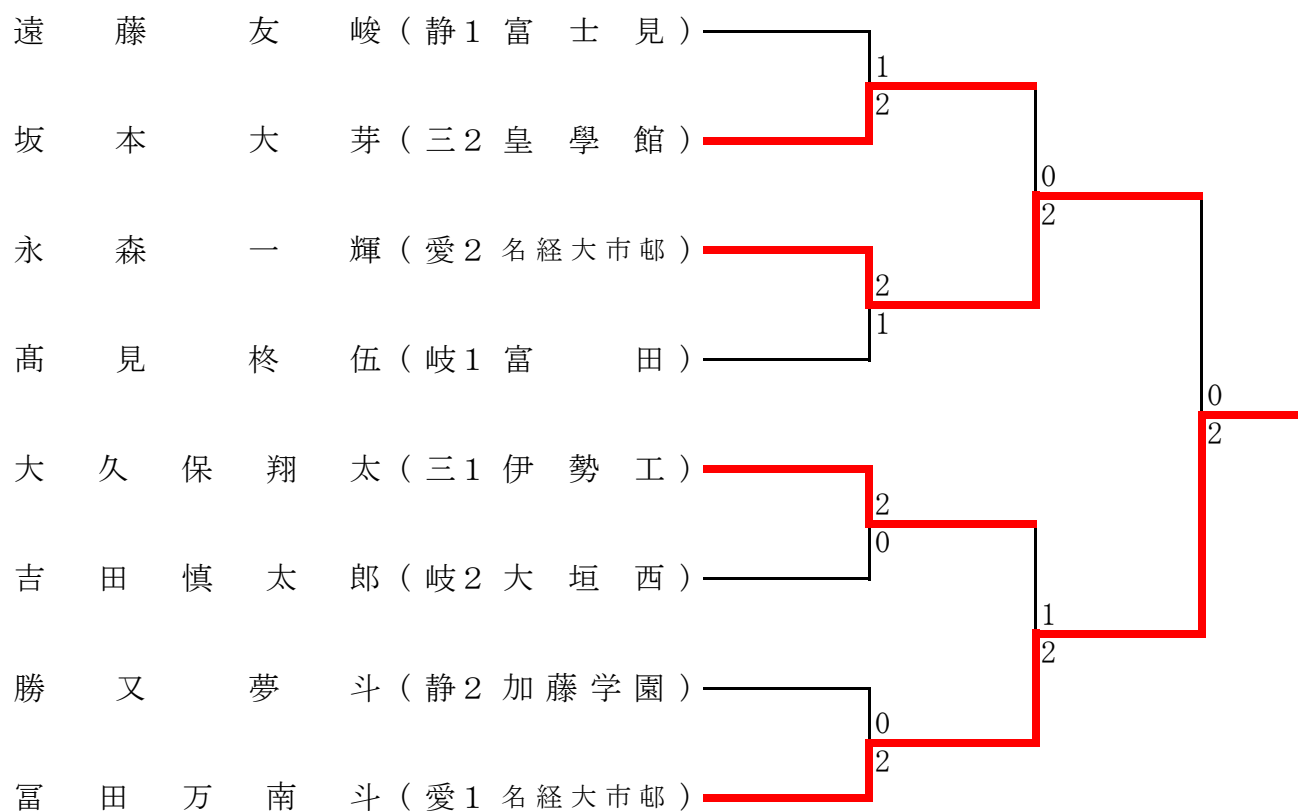 遠藤友峻（静１富士見）
1
2
坂本大芽（三２皇學館）
0
2
永森一輝（愛２名経大市邨）
2
1
髙見柊伍（岐１富田）
0
2
大久保翔太（三１伊勢工）
2
0
吉田慎太郎（岐２大垣西）
1
2
勝又夢斗（静２加藤学園）
0
2
冨田万南斗（愛１名経大市邨）